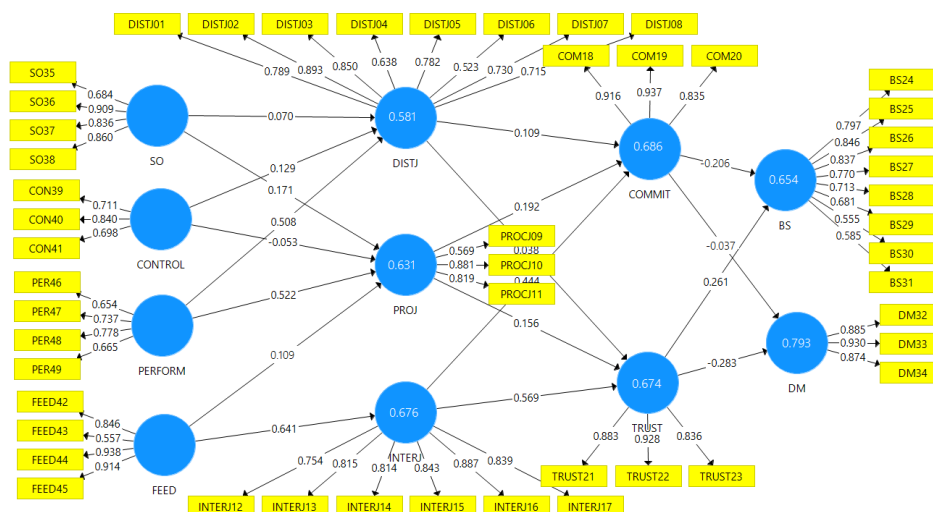 DISTJ01
DISTJ02
DISTJ03
DISTJ04
DISTJ05
DISTJ06
DISTJ07
DISTJ08
COM18
COM19
COM20
0.789
0.893
0.850
0.638
0.782
0.523
0.730
0.715
0.916
0.937
0.835
SO35
SO36
SO37
SO38
0.684
0.909
0.836
0.860
SO
0.070
0.581
DISTJ
0.109
0.686
COMMIT
-0.206
0.654
BS
BS24
BS25
BS26
BS27
BS28
BS29
BS30
BS31
0.797
0.846
0.837
0.770
0.713
0.681
0.555
0.585
0.129
0.171
0.508
0.192
CON39
CON40
CON41
0.711
0.840
0.698
CONTROL
-0.053
0.631
PROJ
0.569
0.881
0.819
PROCJ09
PROCJ10
PROCJ11
0.038
0.444
-0.037
0.261
PER46
PER47
PER48
PER49
0.654
0.737
0.778
0.665
PERFORM
0.522
0.109
0.156
0.674
TRUST
-0.283
0.793
DM
0.885
0.930
0.874
DM32
DM33
DM34
FEED42
FEED43
FEED44
FEED45
0.846
0.557
0.938
0.914
FEED
0.641
0.676
INTERJ
0.569
0.883
0.928
0.836
TRUST21
TRUST22
TRUST23
0.754
0.815
0.814
0.843
0.887
0.839
INTERJ12
INTERJ13
INTERJ14
INTERJ15
INTERJ16
INTERJ17